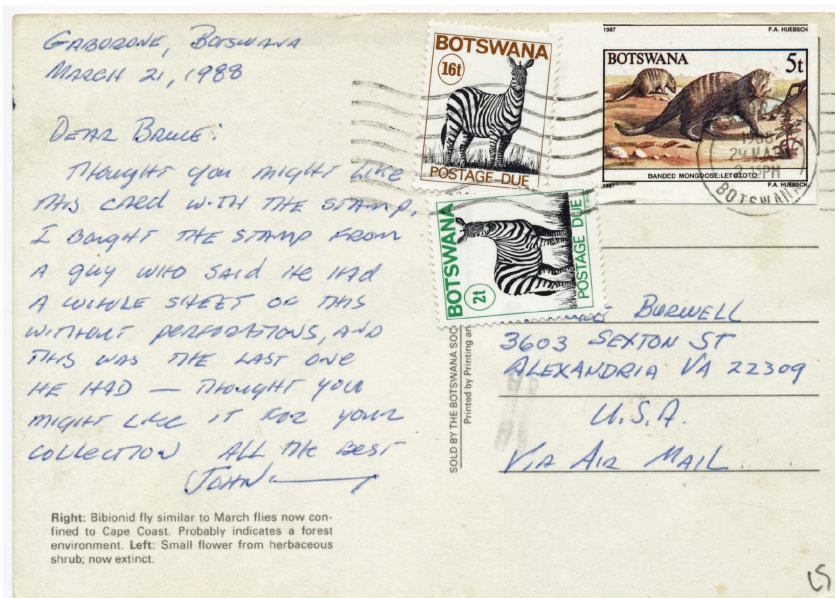 GABORONE, BOTSWANA
MARCH 21, 1988
DEAR BRUCE:
THOUGHT YOU MIGHT LIKE
THIS CARD WITH THE STAMP.
I BOUGHT THE STAMP FROM
A GUY WHO SAID HE HAD
A WHOLE SHEET OF THIS
WITHOUT PERFORATIONS, AND
THIS WAS THE LAST ONE
HE HAD — THOUGHT YOU
MIGHT LIKE IT FOR YOUR
COLLECTION ALL THE BEST
JOHN
Right: Bibionid fly similar to March flies now con-
fined to Cape Coast. Probably indicates a forest
environment. Left: Small flower from herbaceous
shrub; now extinct.
BOTSWANA
16t
POSTAGE DUE
BOTSWANA
2t
POSTAGE DUE
1987 P.A. HUEBSCH
BOTSWANA 5t
BANDED MONGOOSE: LETOTOTO
1987 P.A. HUEBSCH
1988
24 MAR
PM
BOTSWANA
SOLD BY THE BOTSWANA SOC
Printed by Printing an
BURWELL
3603 SEXTON ST
ALEXANDRIA VA 22309
U.S.A.
VIA AIR MAIL